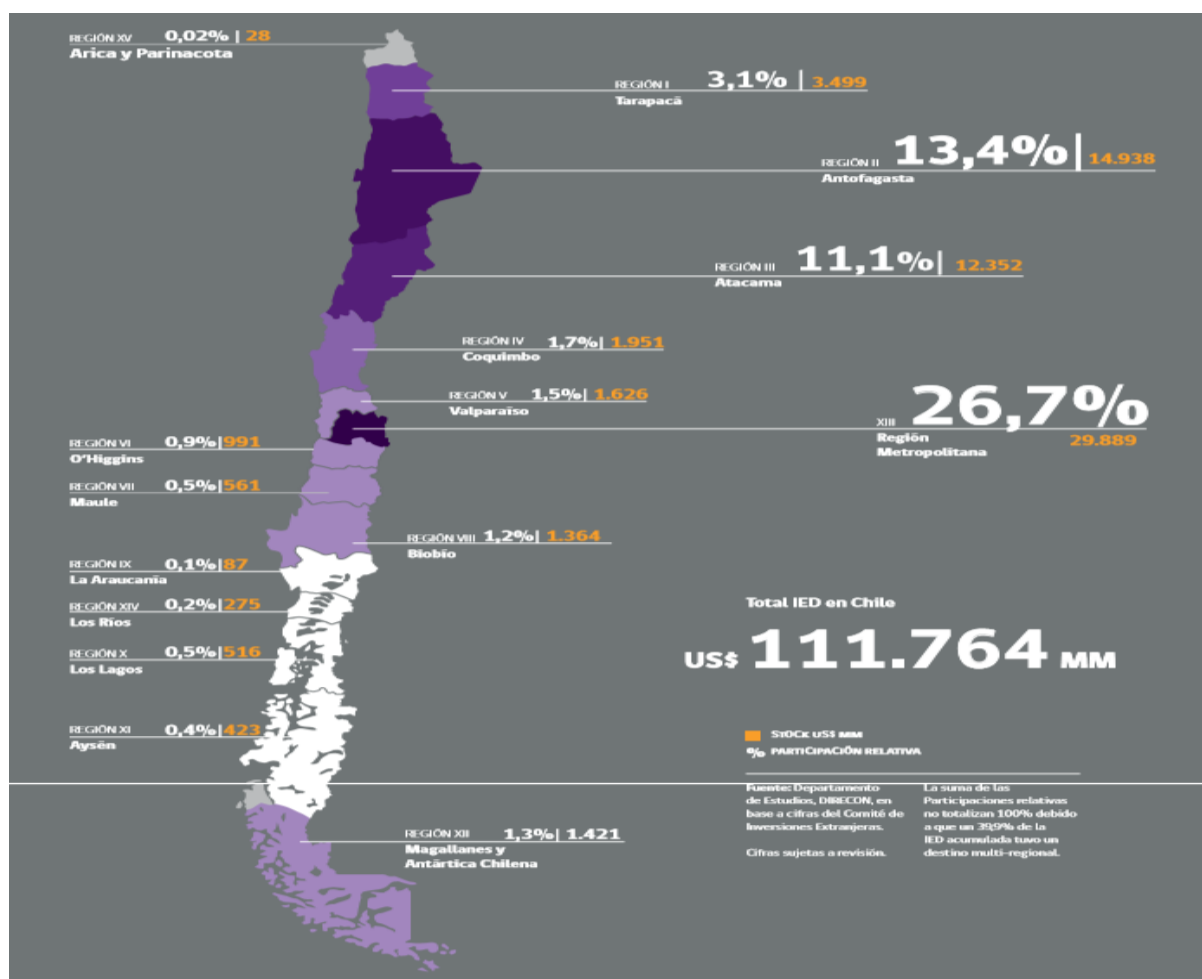 REGIÓN XV 0,02% | 28
Arica y Parinacota
REGIÓN I 3,1% | 3.499
Tarapacá
REGIÓN II 13,4%| 14.938
Antofagasta
REGIÓN III 11,1%| 12.352
Atacama
REGIÓN IV 1,7%| 1.951
Coquimbo
REGIÓN V 1,5%| 1.626
Valparaíso
XIII 26,7%
Región 29.889
Metropolitana
REGIÓN VI 0,9%|991
O'Higgins
REGIÓN VII 0,5%|561
Maule
REGIÓN VIII 1,2%| 1.364
Biobío
REGIÓN IX 0,1%|87
La Araucanía
REGIÓN XIV 0,2%|275
Los Ríos
REGIÓN X 0,5%|516
Los Lagos
REGIÓN XI 0,4%|423
Aysén
REGIÓN XII 1,3%| 1.421
Magallanes y
Antártica Chilena
Total IED en Chile
US$ 111.764 MM
STOCK US$ MM
% PARTICIPACIÓN RELATIVA
Fuente: Departamento
de Estudios, DIRECON, en
base a cifras del Comité de
Inversiones Extranjeras.
Cifras sujetas a revisión.
La suma de las
Participaciones relativas
no totalizan 100% debido
a que un 39,9% de la
IED acumulada tuvo un
destino multi-regional.